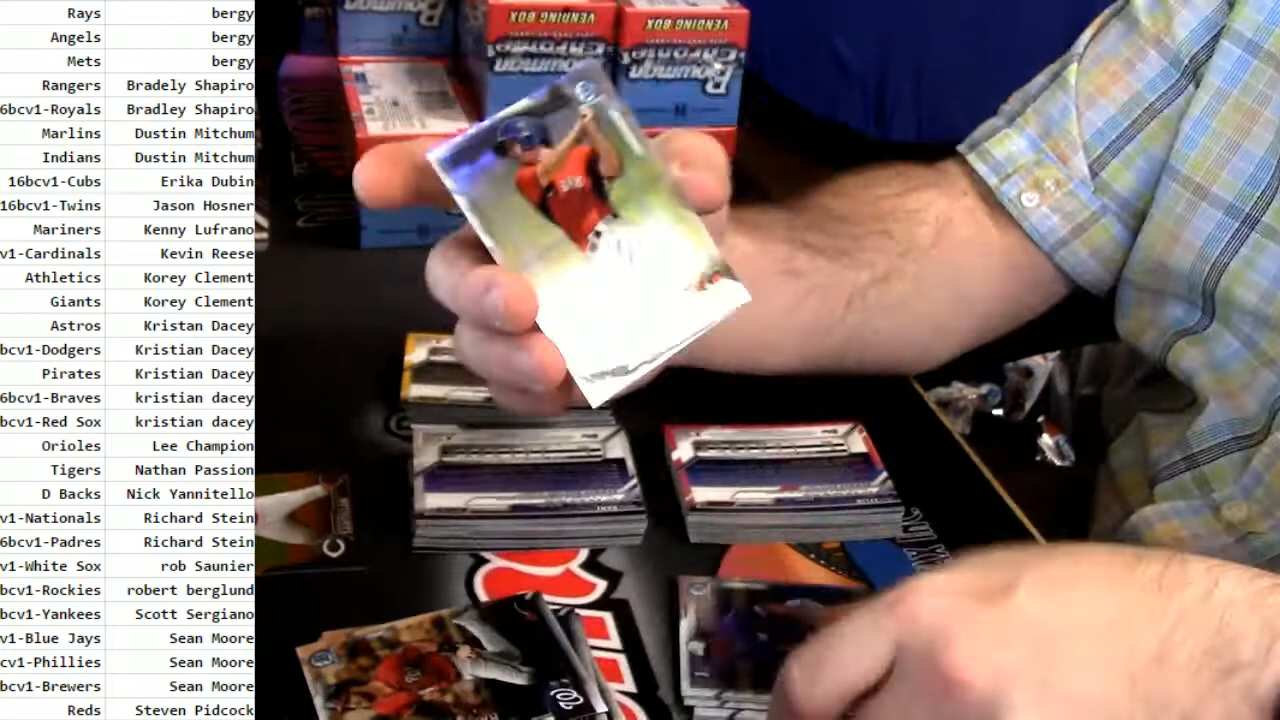 Rays bergy
Angels bergy
Mets bergy
Rangers Bradely Shapiro
6bcv1-Royals Bradley Shapiro
Marlins Dustin Mitchum
Indians Dustin Mitchum
16bcv1-Cubs Erika Dubin
16bcv1-Twins Jason Hosner
Mariners Kenny Lufrano
v1-Cardinals Kevin Reese
Athletics Korey Clement
Giants Korey Clement
Astros Kristan Dacey
bcv1-Dodgers Kristian Dacey
Pirates Kristian Dacey
6bcv1-Braves kristian dacey
bcv1-Red Sox kristian dacey
Orioles Lee Champion
Tigers Nathan Passion
D Backs Nick Yannitello
v1-Nationals Richard Stein
6bcv1-Padres Richard Stein
v1-White Sox rob Saunier
bcv1-Rockies robert berglund
bcv1-Yankees Scott Sergiano
v1-Blue Jays Sean Moore
cv1-Phillies Sean Moore
bcv1-Brewers Sean Moore
Reds Steven Pidcock
VENDING BOX
Bowman
Chrome
VENDING BOX
Bowman
Chrome
Bowman